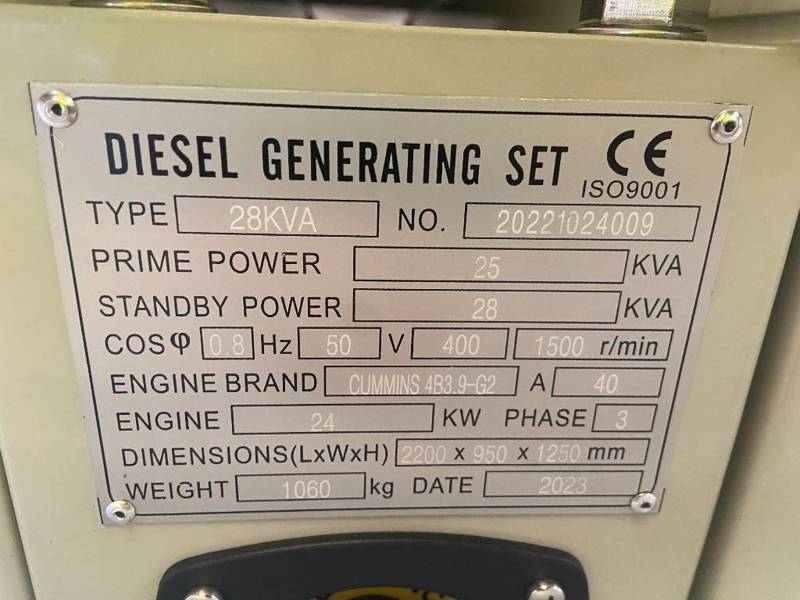 DIESEL GENERATING SET CE
ISO9001
TYPE 28KVA NO. 20221024009
PRIME POWER 25 KVA
STANDBY POWER 28 KVA
COSφ 0.8 Hz 50 V 400 1500 r/min
ENGINE BRAND CUMMINS 4B3.9-G2 A 40
ENGINE 24 KW PHASE 3
DIMENSIONS(LxWxH) 2200 x 950 x 1250 mm
WEIGHT 1060 kg DATE 2023